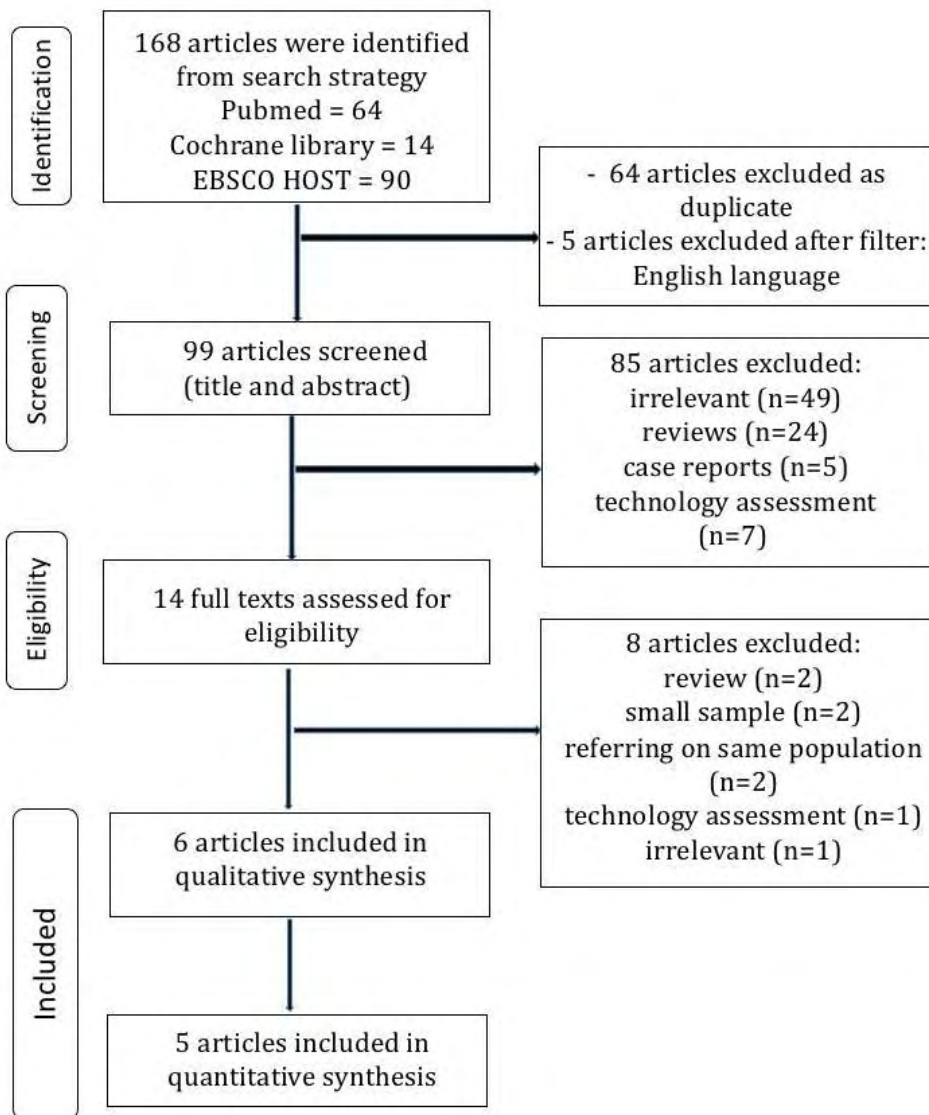 Identification
168 articles were identified
from search strategy
Pubmed = 64
Cochrane library = 14
EBSCO HOST = 90
- 64 articles excluded as
duplicate
- 5 articles excluded after filter:
English language
Screening
99 articles screened
(title and abstract)
85 articles excluded:
irrelevant (n=49)
reviews (n=24)
case reports (n=5)
technology assessment
(n=7)
Eligibility
14 full texts assessed for
eligibility
8 articles excluded:
review (n=2)
small sample (n=2)
referring on same population
(n=2)
technology assessment (n=1)
irrelevant (n=1)
Included
6 articles included in
qualitative synthesis
5 articles included in
quantitative synthesis